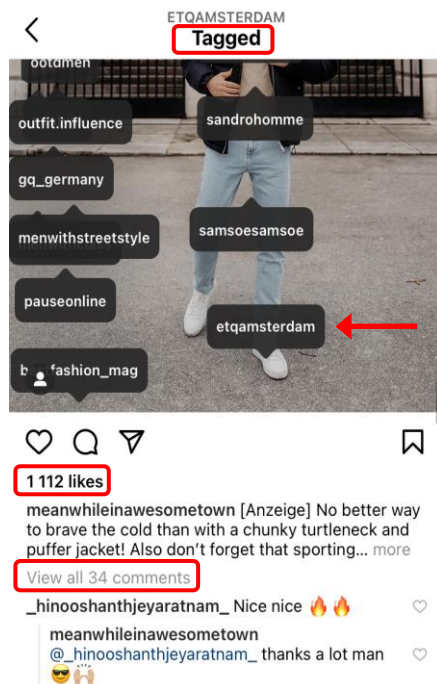 ETQAMSTERDAM
Tagged
ootdmen
outfit.influence
sandrohomme
gq_germany
samsoesamsoe
menwithstreetstyle
pauseonline
etqamsterdam
fashion_mag
1 112 likes
meanwhileinawesometown [Anzeige] No better way
to brave the cold than with a chunky turtleneck and
puffer jacket! Also don’t forget that sporting... more
View all 34 comments
_hinooshanthjeyaratnam_ Nice nice 🔥🔥
meanwhileinawesometown
@_hinooshanthjeyaratnam_ thanks a lot man
😎🙌🏼